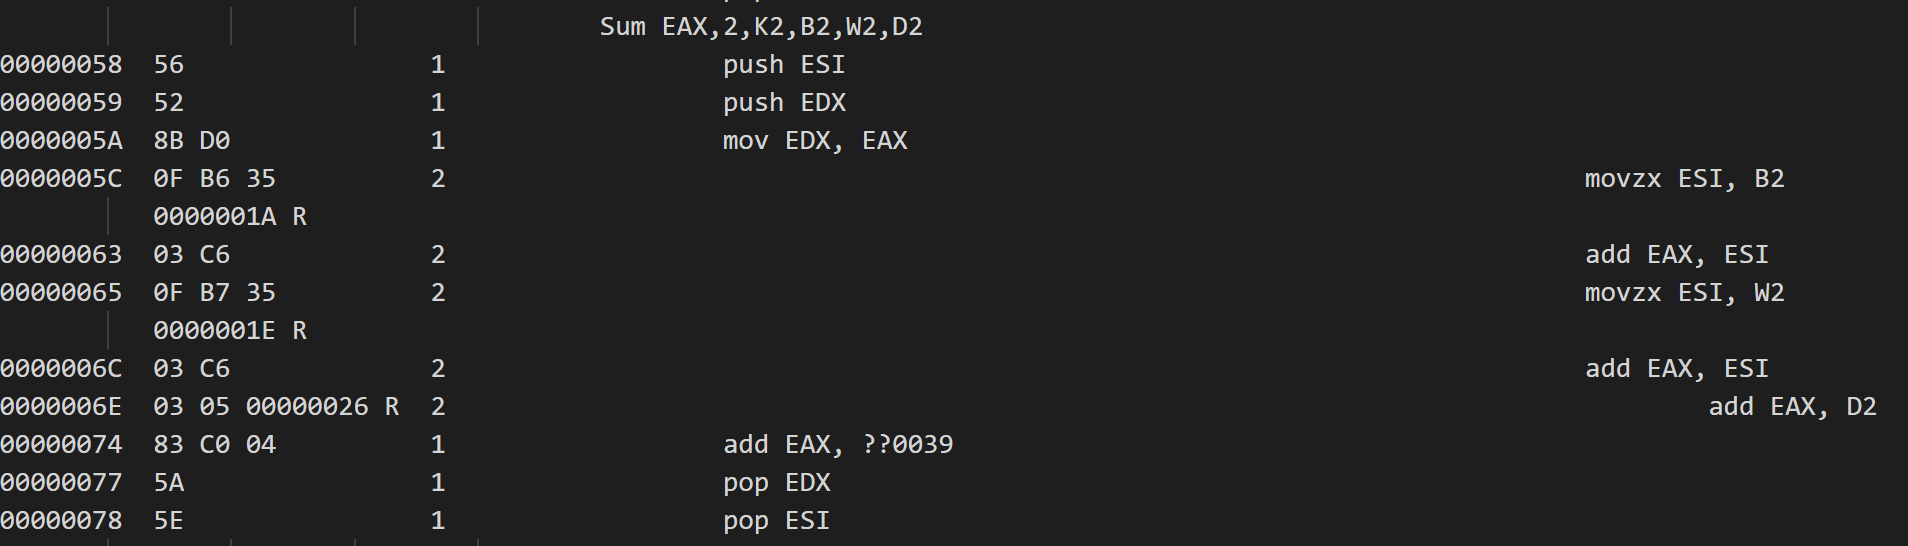 Sum EAX,2,K2,B2,W2,D2
00000058 56 1 push ESI
00000059 52 1 push EDX
0000005A 8B D0 1 mov EDX, EAX
0000005C 0F B6 35 2 movzx ESI, B2
0000001A R
00000063 03 C6 2 add EAX, ESI
00000065 0F B7 35 2 movzx ESI, W2
0000001E R
0000006C 03 C6 2 add EAX, ESI
0000006E 03 05 00000026 R 2 add EAX, D2
00000074 83 C0 04 1 add EAX, ??0039
00000077 5A 1 pop EDX
00000078 5E 1 pop ESI